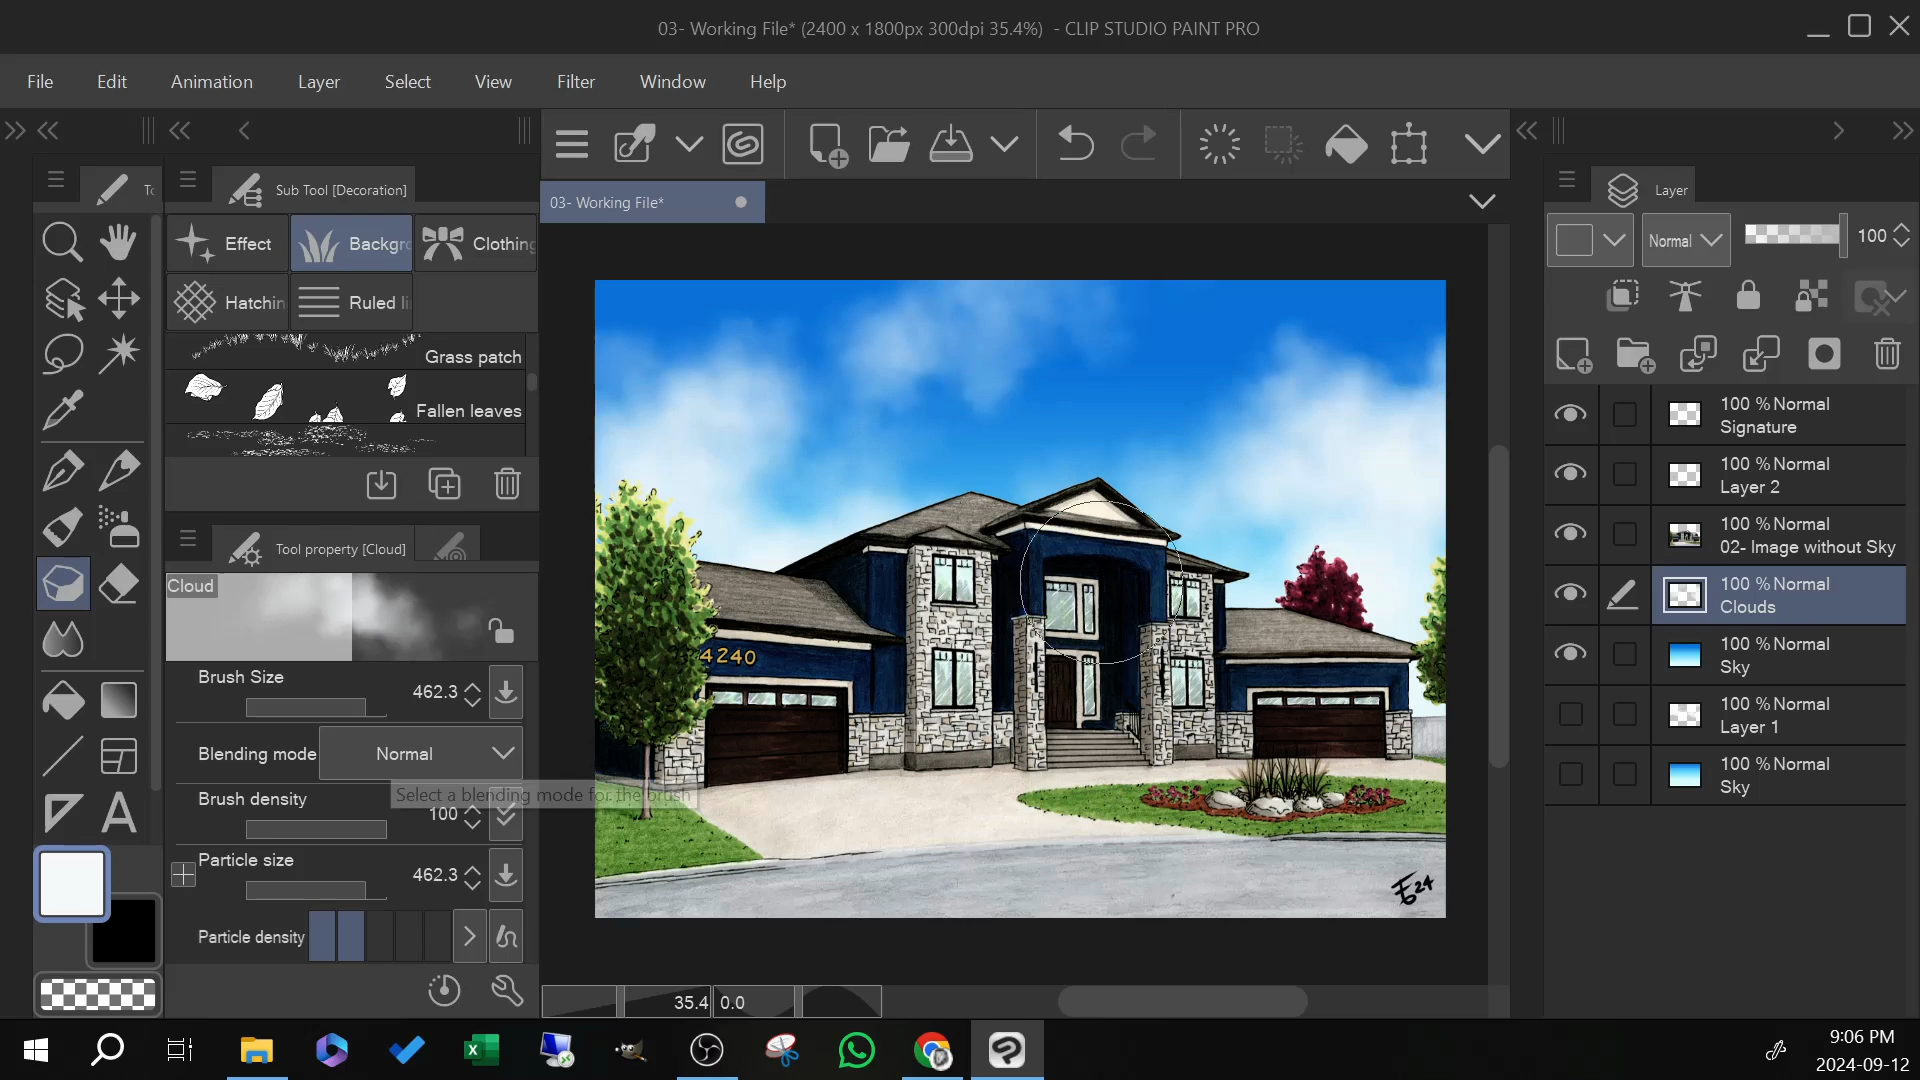 03- Working File* (2400 x 1800px 300dpi 35.4%)  - CLIP STUDIO PAINT PRO
File Edit Animation Layer Select View Filter Window Help
Sub Tool [Decoration]
Effect Backgr Clothing
Hatchin Ruled li
Grass patch
Fallen leaves
Tool property [Cloud]
Cloud
Brush Size 462.3
Blending mode Normal
Select a blending mode for the brush
Brush density 100
Particle size 462.3
Particle density
03- Working File*
4240
24
35.4 0.0
Layer
Normal 100
100 % Normal
Signature
100 % Normal
Layer 2
100 % Normal
02- Image without Sky
100 % Normal
Clouds
100 % Normal
Sky
100 % Normal
Layer 1
100 % Normal
Sky
9:06 PM
2024-09-12